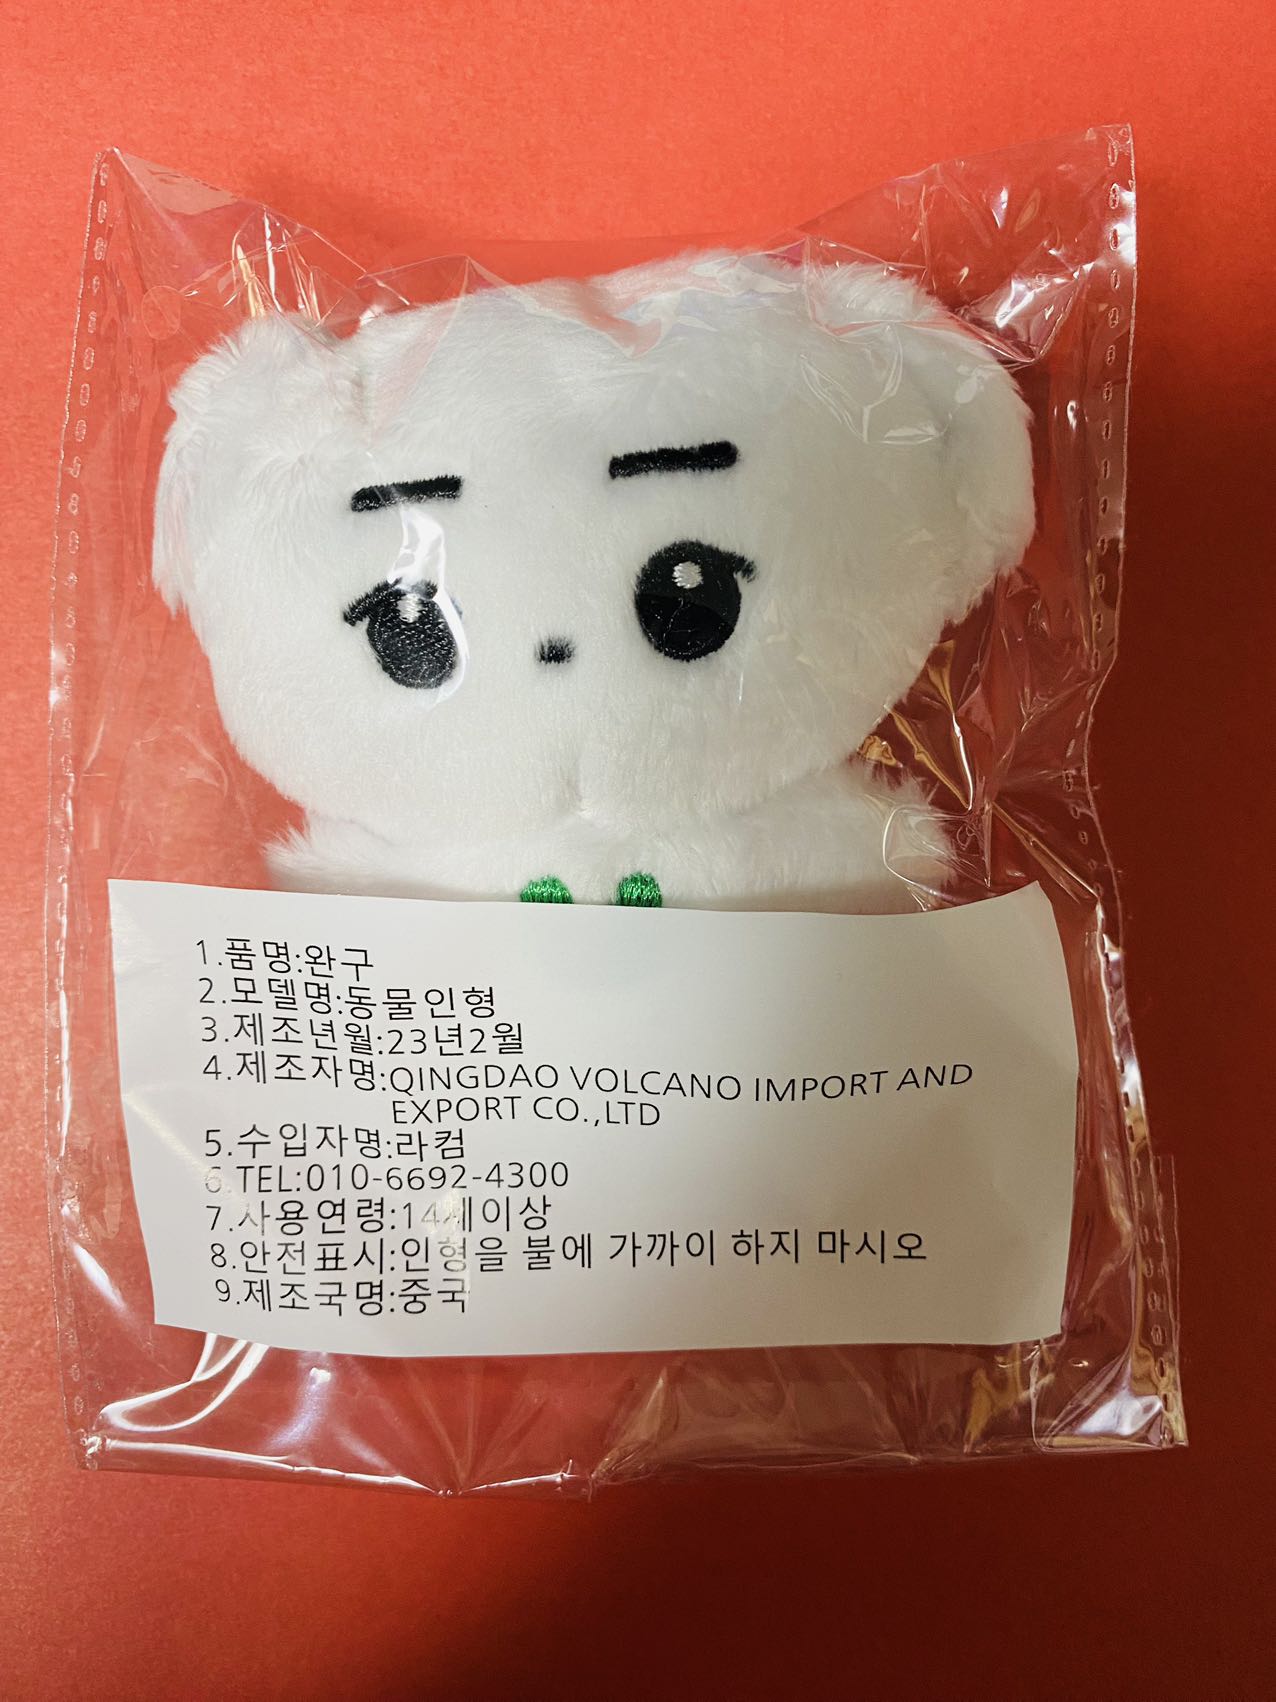 1.품명:완구
2.모델명:동물인형
3.제조년월:23년2월
4.제조자명:QINGDAO VOLCANO IMPORT AND
EXPORT CO.,LTD
5.수입자명:라컴
6.TEL:010-6692-4300
7.사용연령:14세이상
8.안전표시:인형을 불에 가까이 하지 마시오
9.제조국명:중국